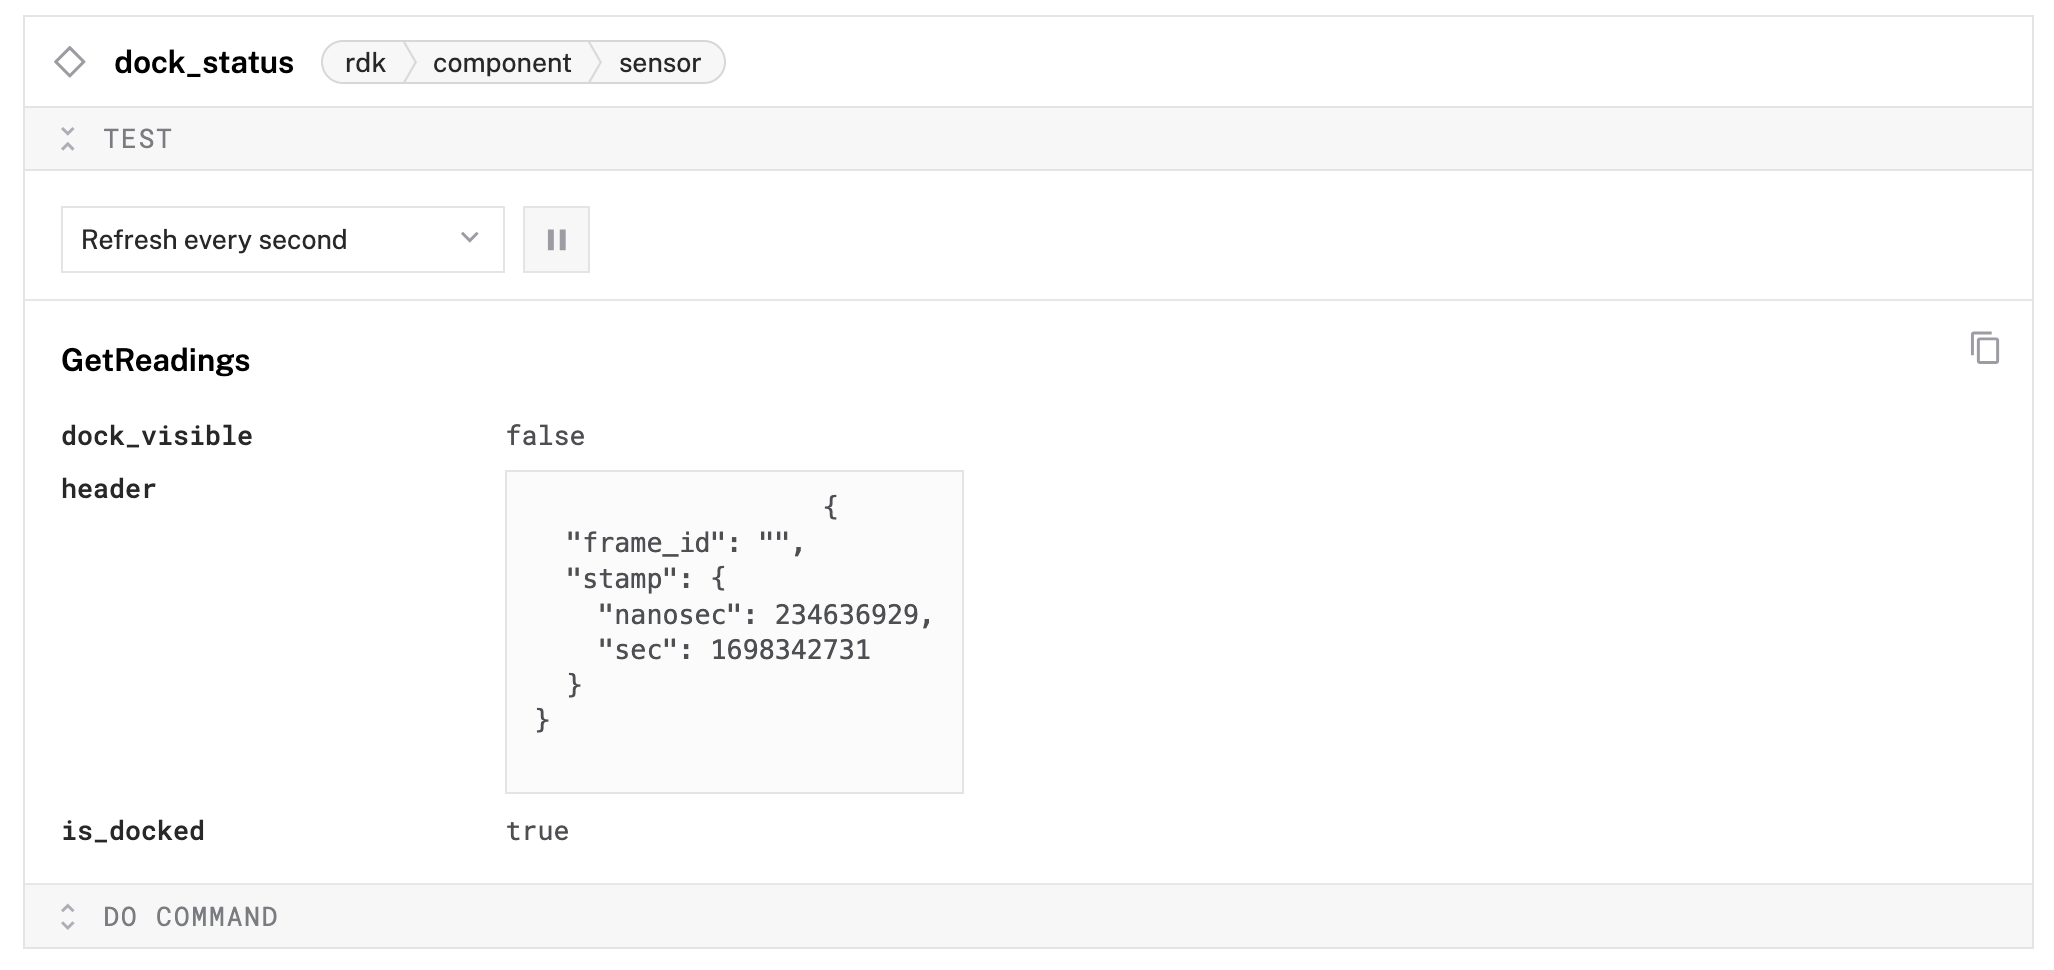 dock_status rdk component sensor
TEST
Refresh every second
GetReadings
dock_visible false
header
{
"frame_id": "",
"stamp": {
"nanosec": 234636929,
"sec": 1698342731
}
}
is_docked true
DO COMMAND